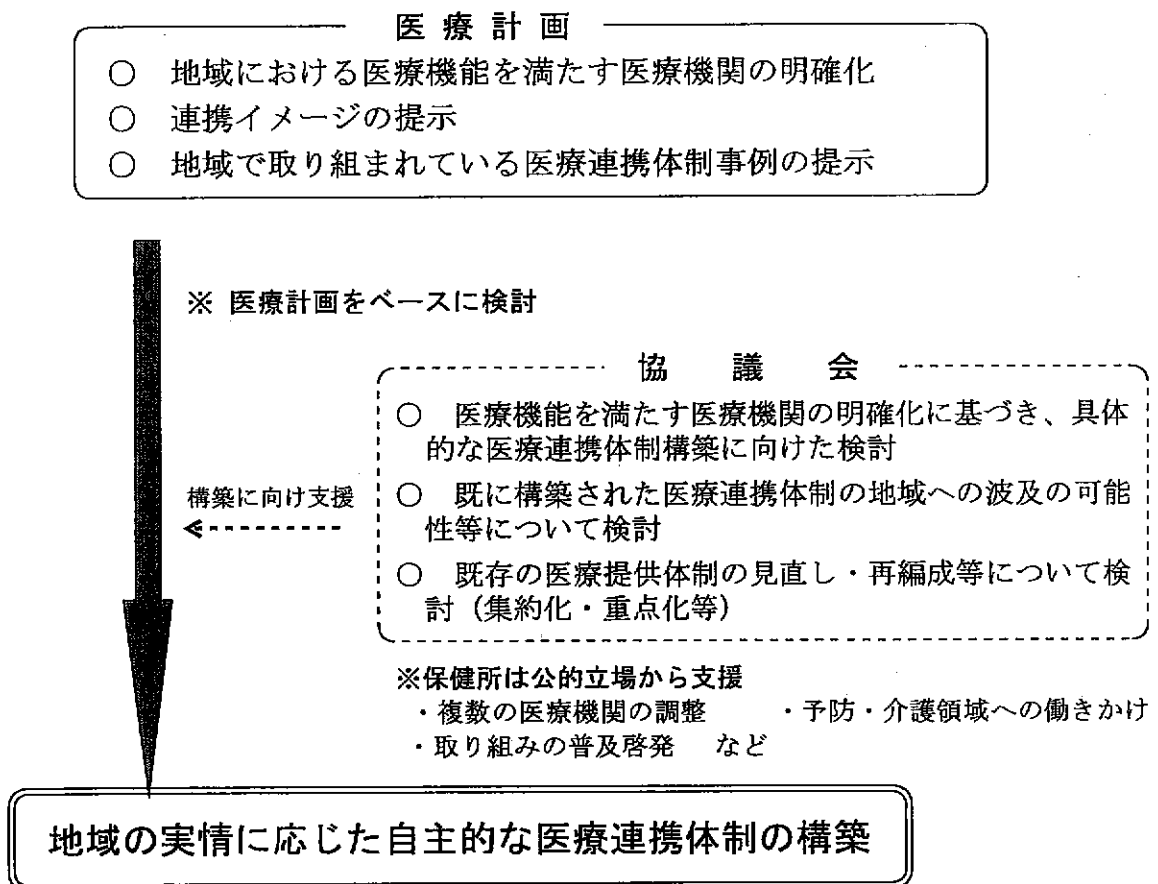 医療計画
○ 地域における医療機能を満たす医療機関の明確化
○ 連携イメージの提示
○ 地域で取り組まれている医療連携体制事例の提示
※ 医療計画をベースに検討
協議会
○ 医療機能を満たす医療機関の明確化に基づき、具体
的な医療連携体制構築に向けた検討
構築に向け支援
○ 既に構築された医療連携体制の地域への波及の可能
性等について検討
○ 既存の医療提供体制の見直し・再編成等について検
討（集約化・重点化等）
※保健所は公的立場から支援
・複数の医療機関の調整 ・予防・介護領域への働きかけ
・取り組みの普及啓発 など
地域の実情に応じた自主的な医療連携体制の構築